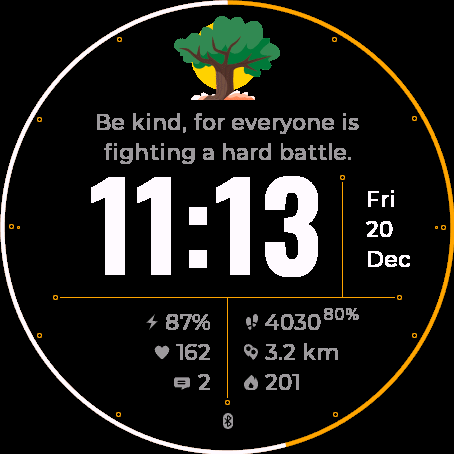 Be kind, for everyone is
fighting a hard battle.
11:13
Fri
20
Dec
87%
4030 80%
162
3.2 km
2
201